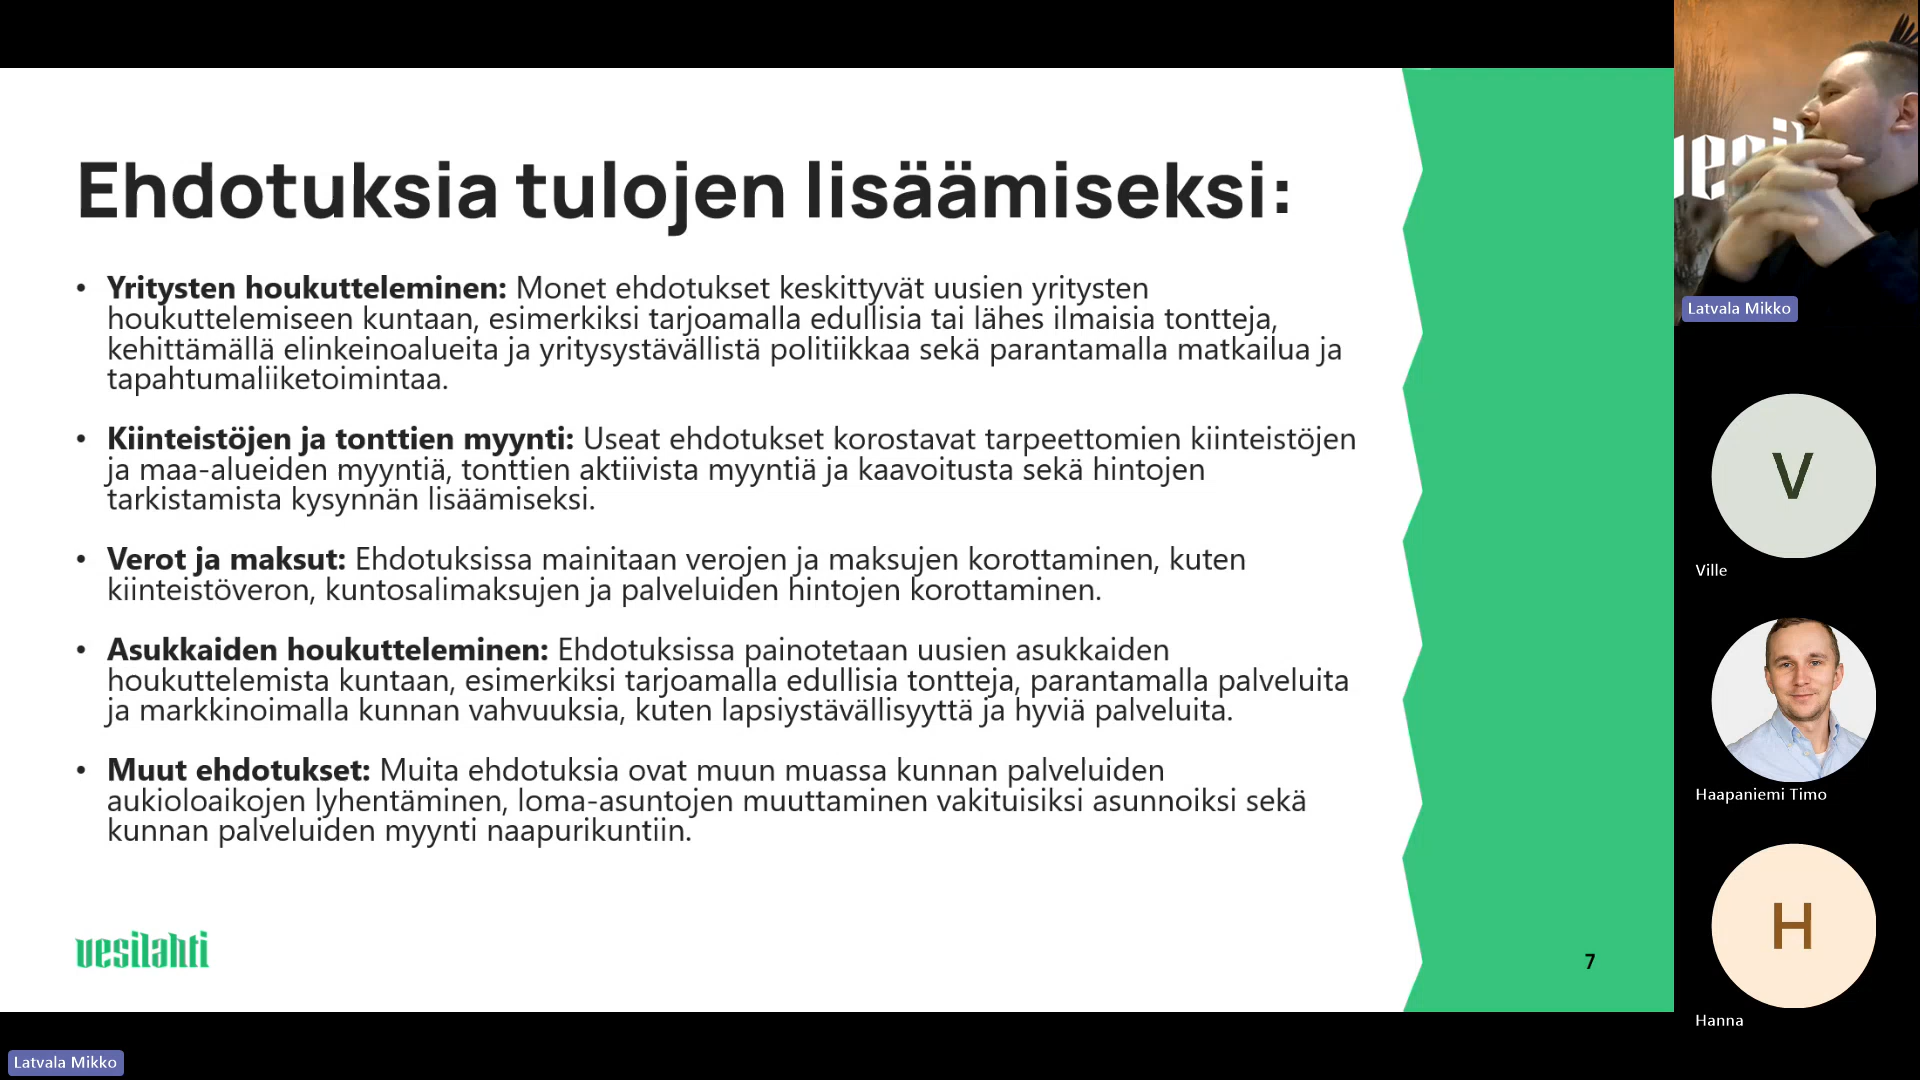 Ehdotuksia tulojen lisäämiseksi:
• Yritysten houkutteleminen: Monet ehdotukset keskittyvät uusien yritysten
houkuttelemiseen kuntaan, esimerkiksi tarjoamalla edullisia tai lähes ilmaisia tontteja,
kehittämällä elinkeinoalueita ja yritysystävällistä politiikkaa sekä parantamalla matkailua ja
tapahtumaliiketoimintaa.
• Kiinteistöjen ja tonttien myynti: Useat ehdotukset korostavat tarpeettomien kiinteistöjen
ja maa-alueiden myyntiä, tonttien aktiivista myyntiä ja kaavoitusta sekä hintojen
tarkistamista kysynnän lisäämiseksi.
• Verot ja maksut: Ehdotuksissa mainitaan verojen ja maksujen korottaminen, kuten
kiinteistöveron, kuntosalimaksujen ja palveluiden hintojen korottaminen.
• Asukkaiden houkutteleminen: Ehdotuksissa painotetaan uusien asukkaiden
houkuttelemista kuntaan, esimerkiksi tarjoamalla edullisia tontteja, parantamalla palveluita
ja markkinoimalla kunnan vahvuuksia, kuten lapsiystävällisyyttä ja hyviä palveluita.
• Muut ehdotukset: Muita ehdotuksia ovat muun muassa kunnan palveluiden
aukioloaikojen lyhentäminen, loma-asuntojen muuttaminen vakituisiksi asunnoiksi sekä
kunnan palveluiden myynti naapurikuntiin.
vesilahti
7
Latvala Mikko
Latvala Mikko
V
Ville
Haapaniemi Timo
H
Hanna